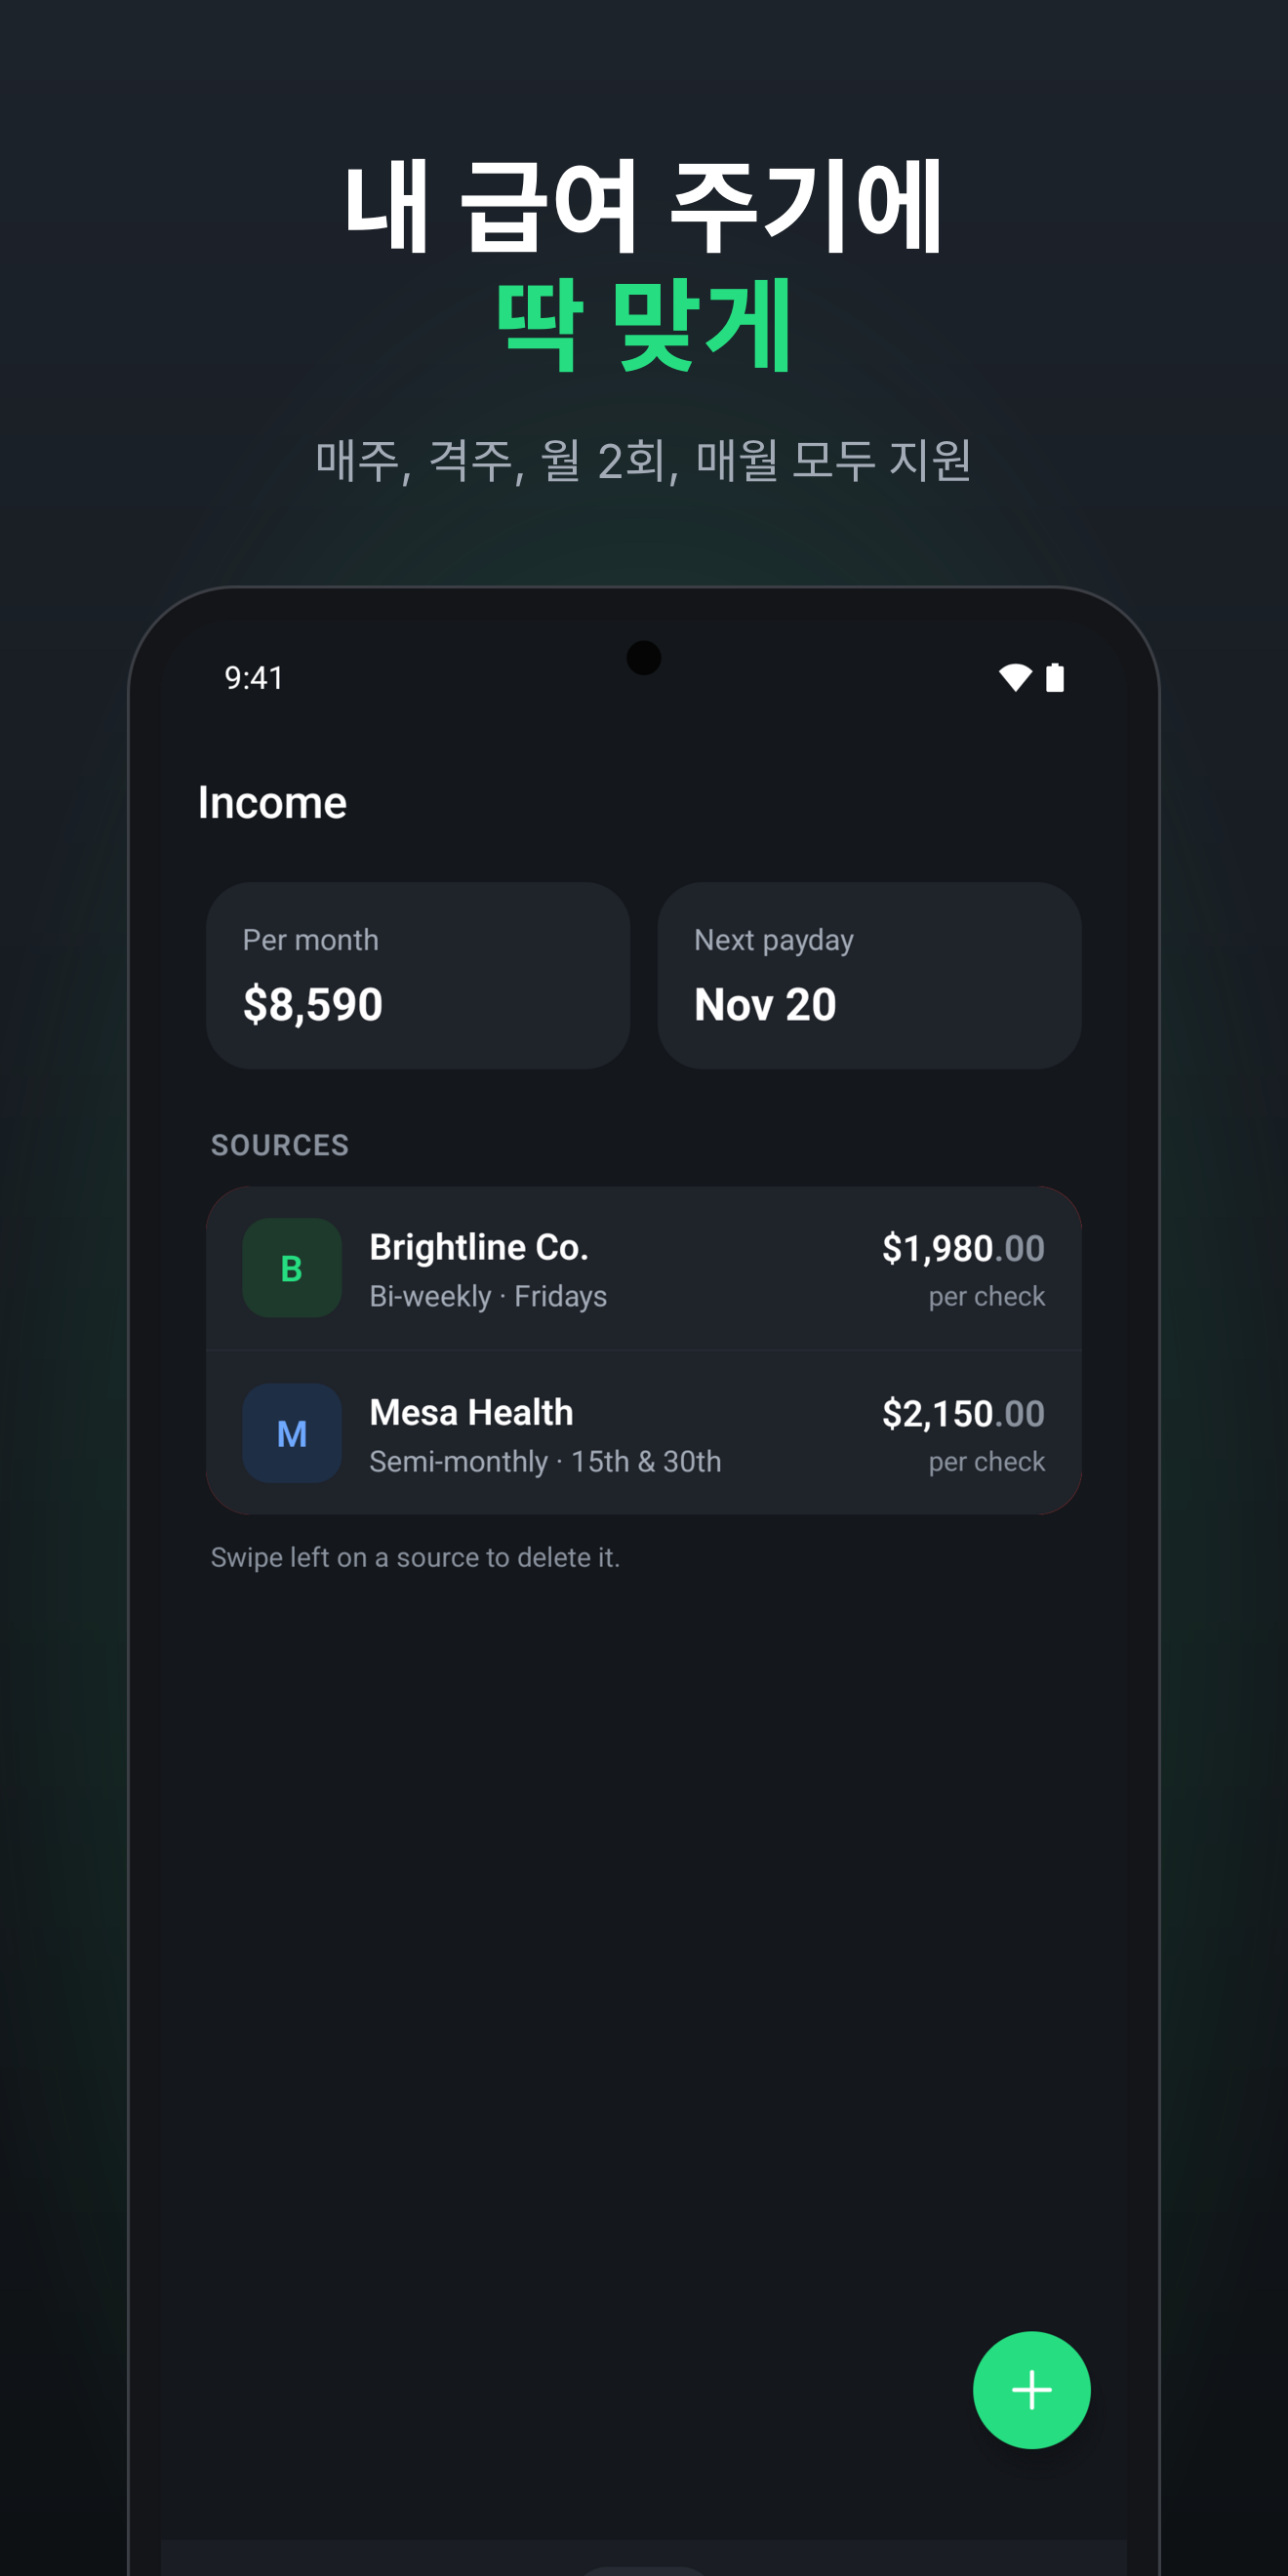 내 급여 주기에
딱 맞게
매주, 격주, 월 2회, 매월 모두 지원
9:41
Income
Per month
$8,590
Next payday
Nov 20
SOURCES
B
Brightline Co.
Bi-weekly · Fridays
$1,980.00
per check
M
Mesa Health
Semi-monthly · 15th & 30th
$2,150.00
per check
Swipe left on a source to delete it.